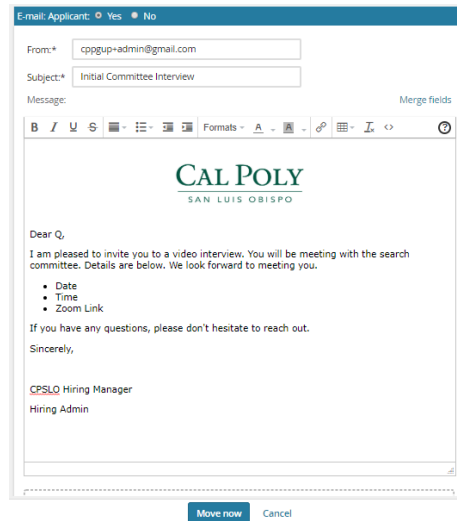 E-mail: Applicant: Yes No
From:* cppgup+admin@gmail.com
Subject:* Initial Committee Interview
Message: Merge fields
B I U S Formats A A
CAL POLY
SAN LUIS OBISPO
Dear Q,
I am pleased to invite you to a video interview. You will be meeting with the search
committee. Details are below. We look forward to meeting you.
Date
Time
Zoom Link
If you have any questions, please don't hesitate to reach out.
Sincerely,
CPSLO Hiring Manager
Hiring Admin
Move now Cancel